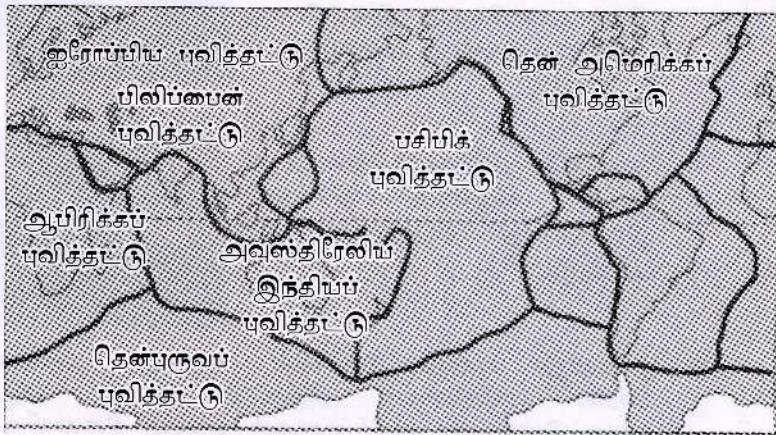 ஐரோப்பிய புவித்தட்டு
பிலிப்பைன
புவித்தட்டு
தென் அமெரிக்கப்
புவித்தட்டு
பசிபிக்
புவித்தட்டு
ஆபிரிக்கப்
புவித்தட்டு
அவுஸ்திரேலிய
இந்தியப்
புவித்தட்டு
தென்புருவப்
புவித்தட்டு